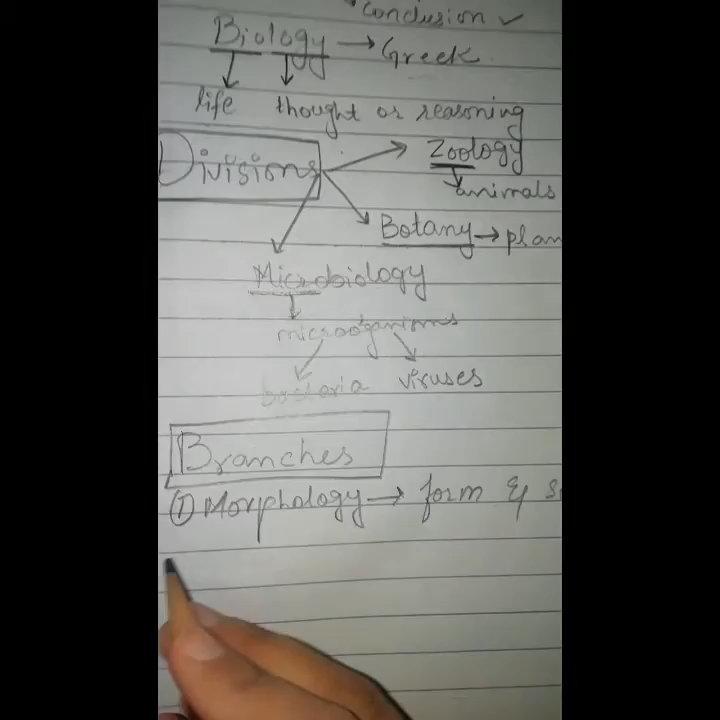 • Conclusion ✓
Biology → Greek
life thought or reasoning
Divisions
Zoology
animals
Botany → plan
Microbiology
microoganisms
bacteria viruses
Branches
① Morphology → form & s